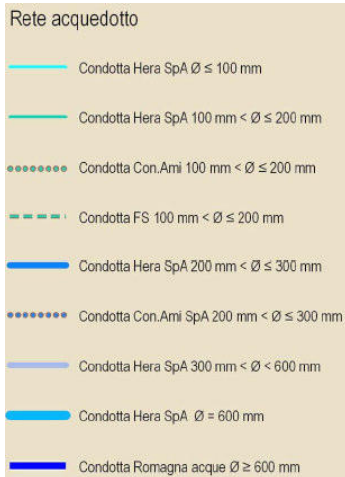 Rete acquedotto
Condotta Hera SpA Ø ≤ 100 mm
Condotta Hera SpA 100 mm < Ø ≤ 200 mm
Condotta Con.Ami 100 mm < Ø ≤ 200 mm
Condotta FS 100 mm < Ø ≤ 200 mm
Condotta Hera SpA 200 mm < Ø ≤ 300 mm
Condotta Con.Ami SpA 200 mm < Ø ≤ 300 mm
Condotta Hera SpA 300 mm < Ø < 600 mm
Condotta Hera SpA Ø = 600 mm
Condotta Romagna acque Ø ≥ 600 mm